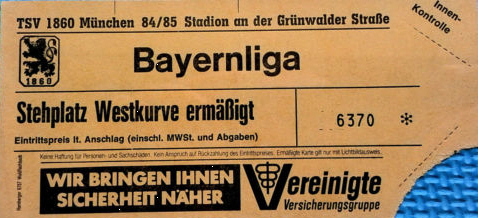 TSV 1860 München 84/85 Stadion an der Grünwalder Straße
Innen-
Kontrolle
1860
Bayernliga
Stehplatz Westkurve ermäßigt
6370 *
Eintrittspreis lt. Anschlag (einschl. MWSt. und Abgaben)
Keine Haftung für Personen- und Sachschäden. Kein Anspruch auf Rückzahlung des Eintrittspreises. Ermäßigte Karte gilt nur mit Lichtbildausweis.
WIR BRINGEN IHNEN
SICHERHEIT NÄHER
Vereinigte
Versicherungsgruppe